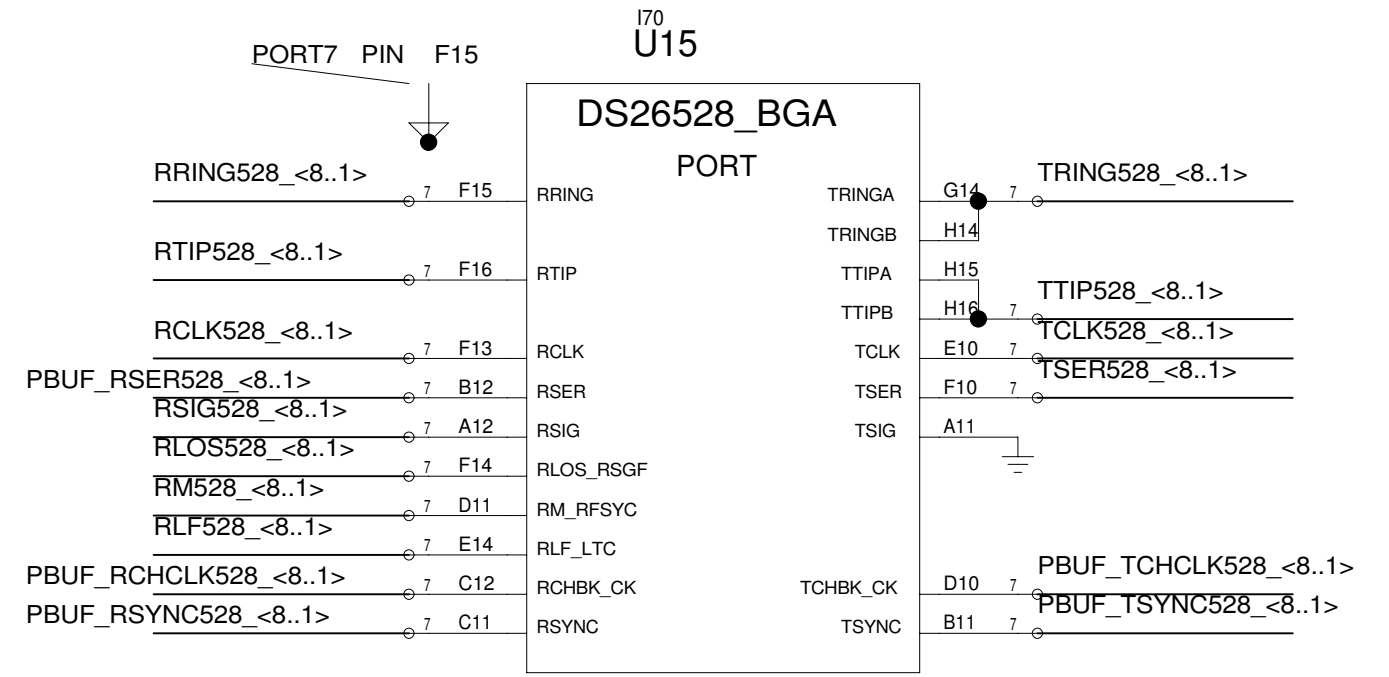 I70
U15
PORT7 PIN F15
DS26528_BGA
PORT
RRING528_<8..1> 7 F15 RRING TRINGA G14 7 TRING528_<8..1>
TRINGB H14
RTIP528_<8..1> 7 F16 RTIP TTIPA H15
TTIPB H16 7 TTIP528_<8..1>
RCLK528_<8..1> 7 F13 RCLK TCLK E10 7 TCLK528_<8..1>
PBUF_RSER528_<8..1> 7 B12 RSER TSER F10 7 TSER528_<8..1>
RSIG528_<8..1> 7 A12 RSIG TSIG A11
RLOS528_<8..1> 7 F14 RLOS_RSGF
RM528_<8..1> 7 D11 RM_RFSYC
RLF528_<8..1> 7 E14 RLF_LTC
PBUF_RCHCLK528_<8..1> 7 C12 RCHBK_CK TCHBK_CK D10 7 PBUF_TCHCLK528_<8..1>
PBUF_RSYNC528_<8..1> 7 C11 RSYNC TSYNC B11 7 PBUF_TSYNC528_<8..1>